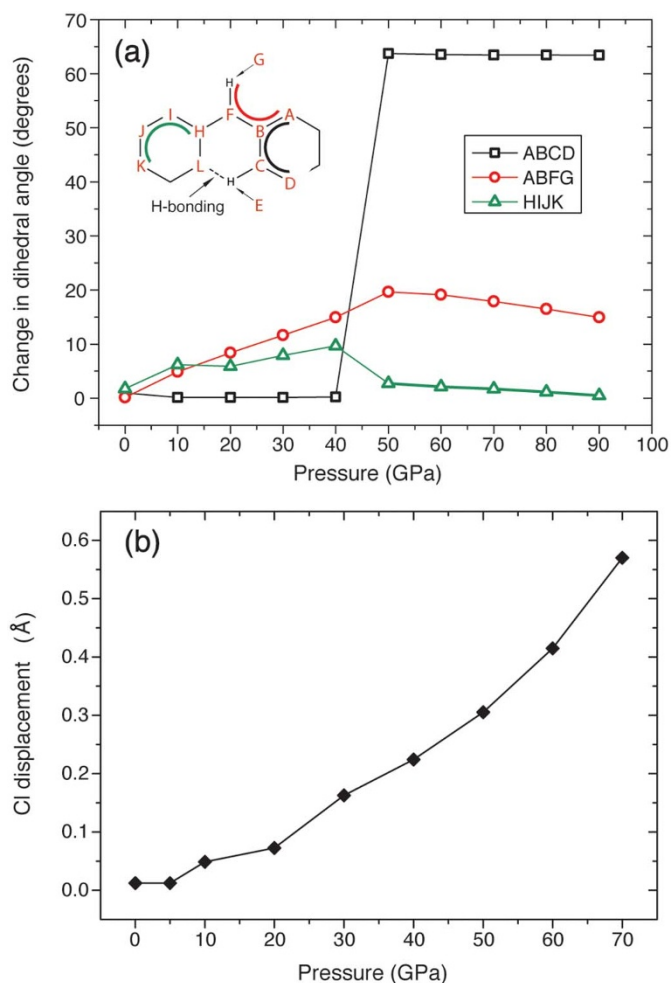 (a)
Change in dihedral angle (degrees)
70
60
50
40
30
20
10
0
G
H
I
F
A
J
H
B
K
L
C
H
D
H-bonding
E
ABCD
ABFG
HIJK
0 10 20 30 40 50 60 70 80 90 100
Pressure (GPa)
(b)
Cl displacement (Å)
0.6
0.5
0.4
0.3
0.2
0.1
0.0
0 10 20 30 40 50 60 70
Pressure (GPa)